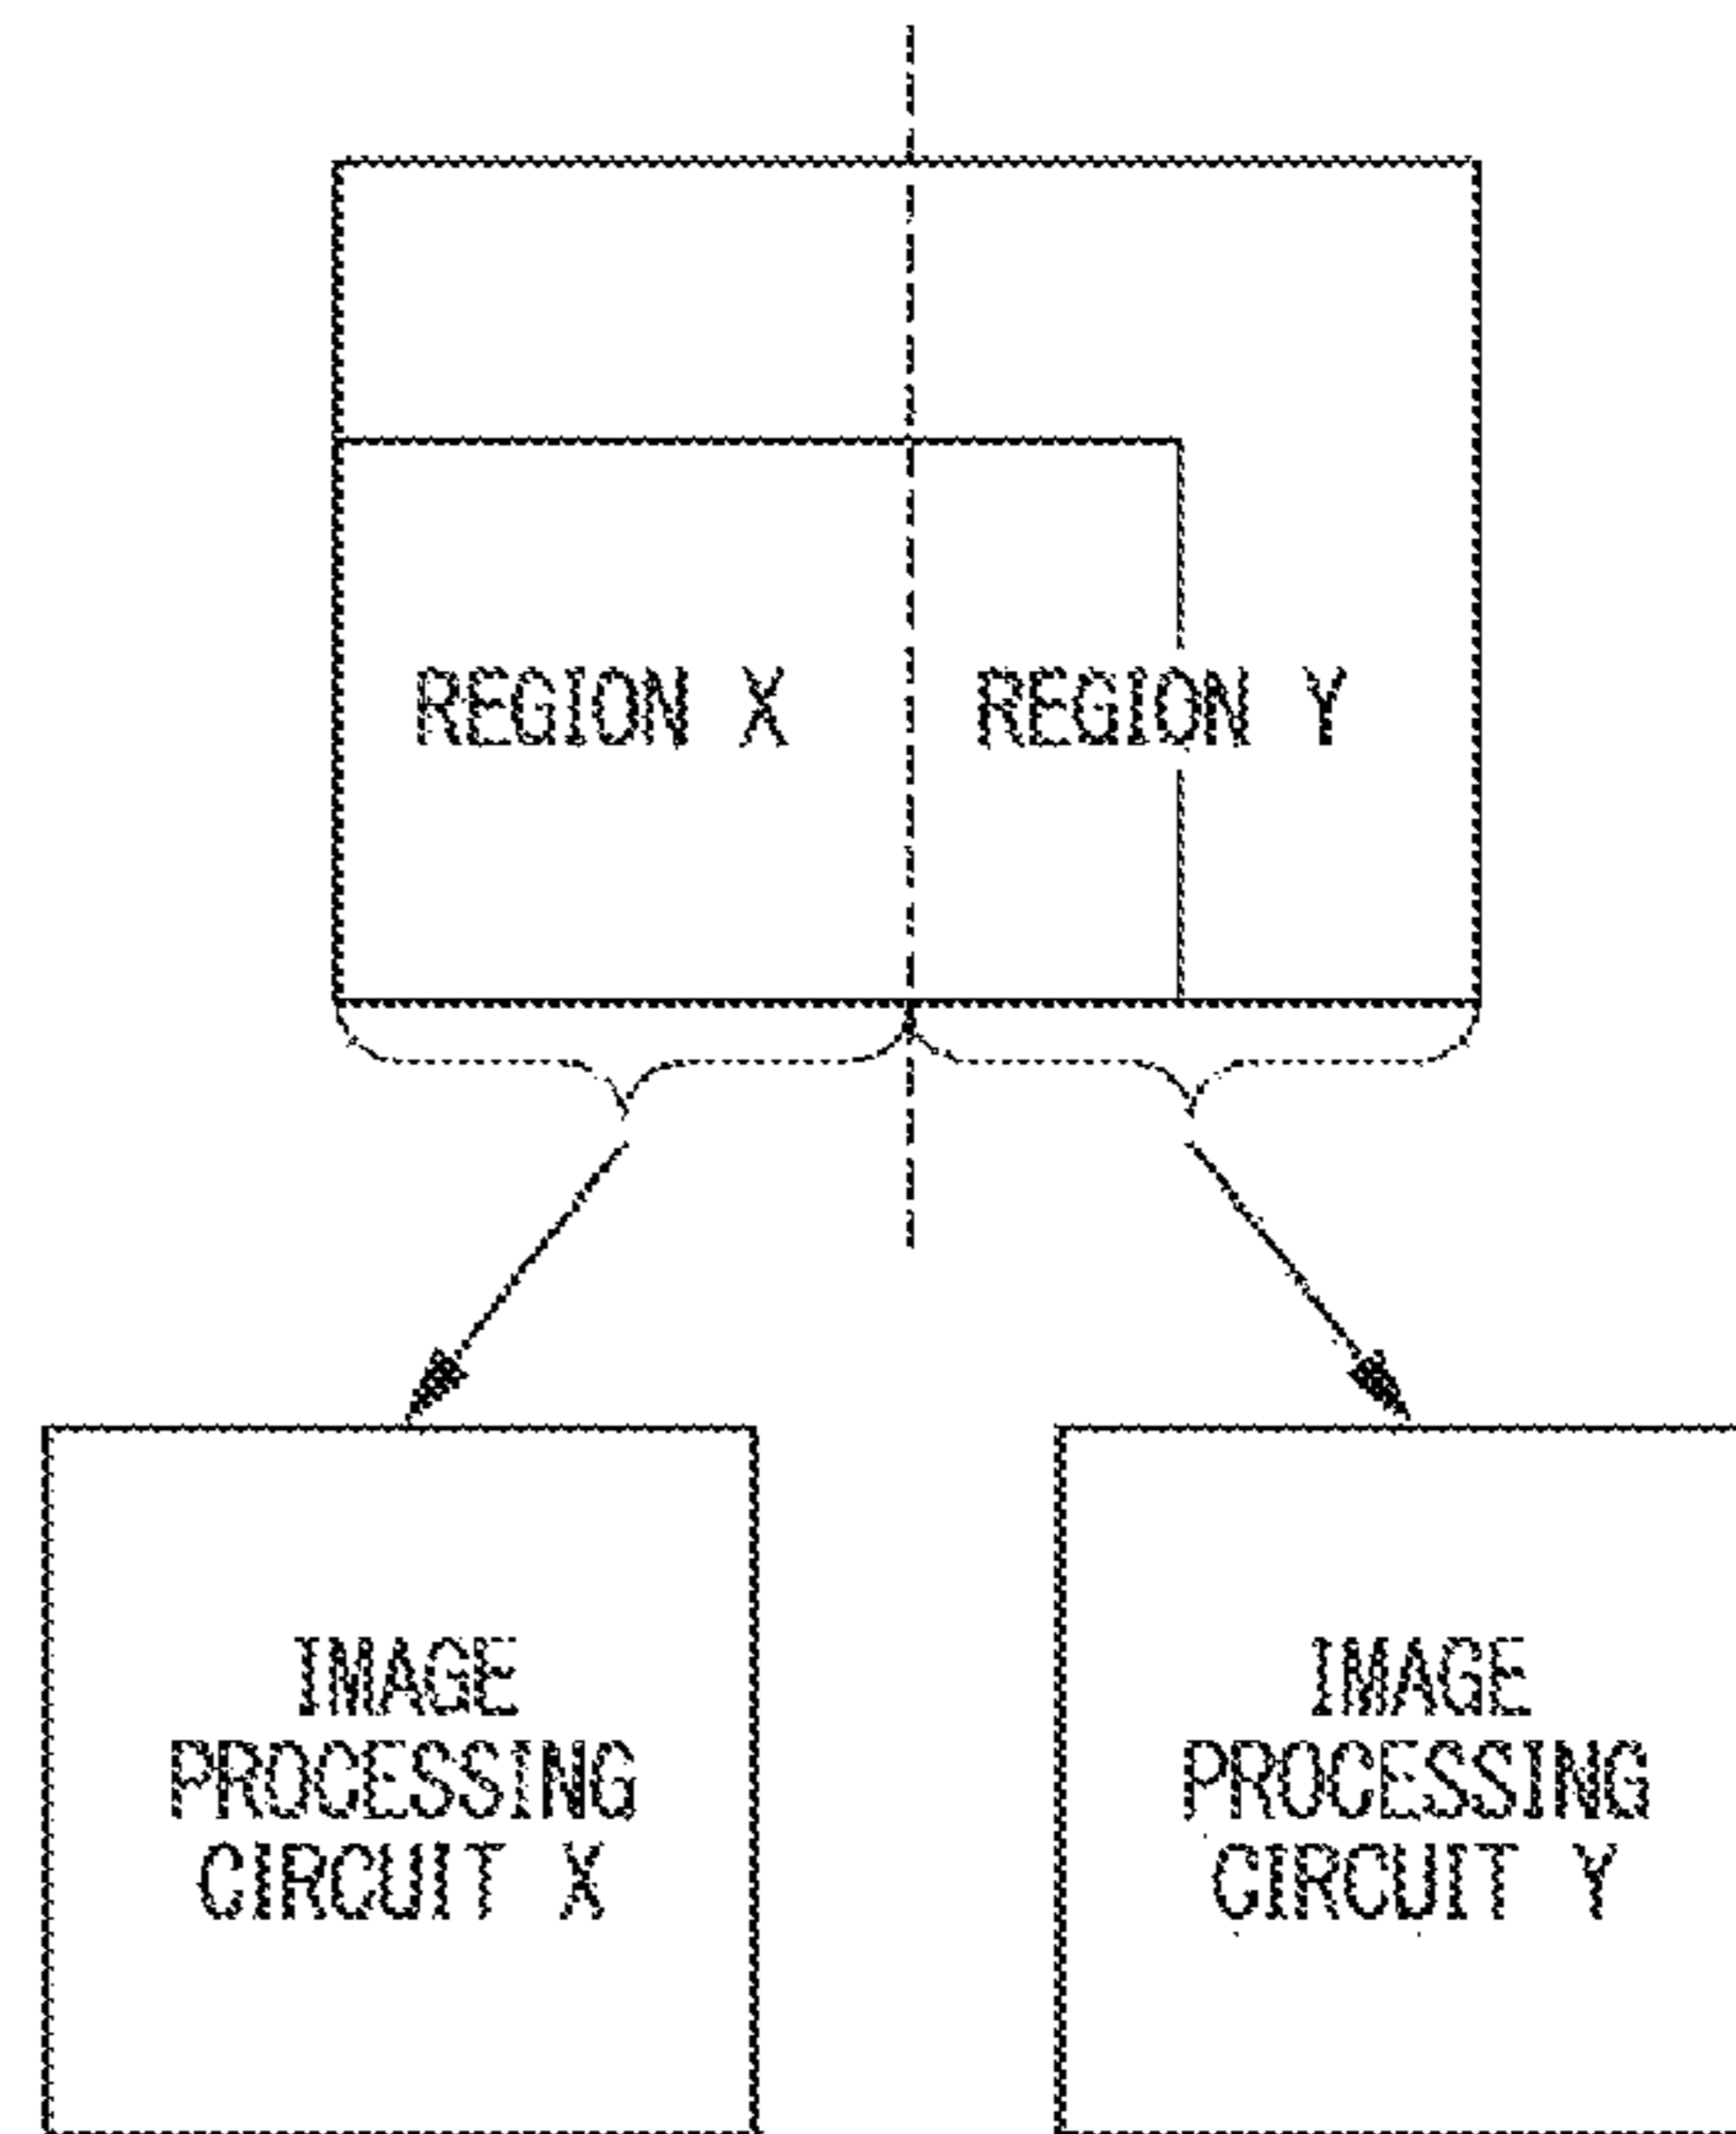 REGION X REGION Y
IMAGE
PROCESSING
CIRCUIT X
IMAGE
PROCESSING
CIRCUIT Y